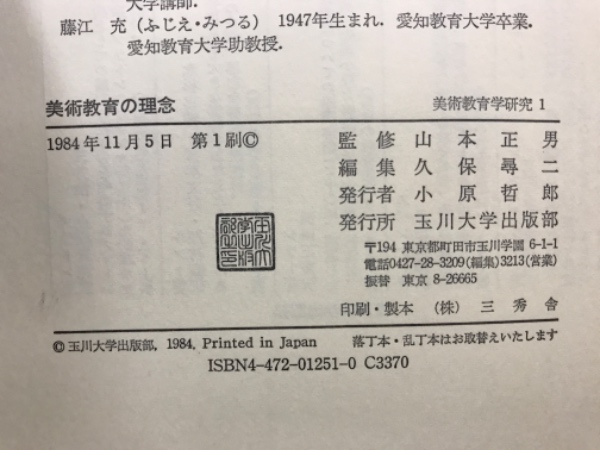 大学講師.
藤江 充(ふじえ・みつる) 1947年生まれ. 愛知教育大学卒業.
愛知教育大学助教授.
美術教育の理念
美術教育学研究 1
1984年11月5日 第1刷©
監修 山本正男
編集 久保尋二
発行者 小原哲郎
発行所 玉川大学出版部
〒194 東京都町田市玉川学園 6-1-1
電話0427-28-3209(編集)3213(営業)
振替 東京 8-26665
印刷・製本 (株) 三秀舎
© 玉川大学出版部, 1984, Printed in Japan 落丁本・乱丁本はお取替えいたします
ISBN4-472-01251-0 C3370